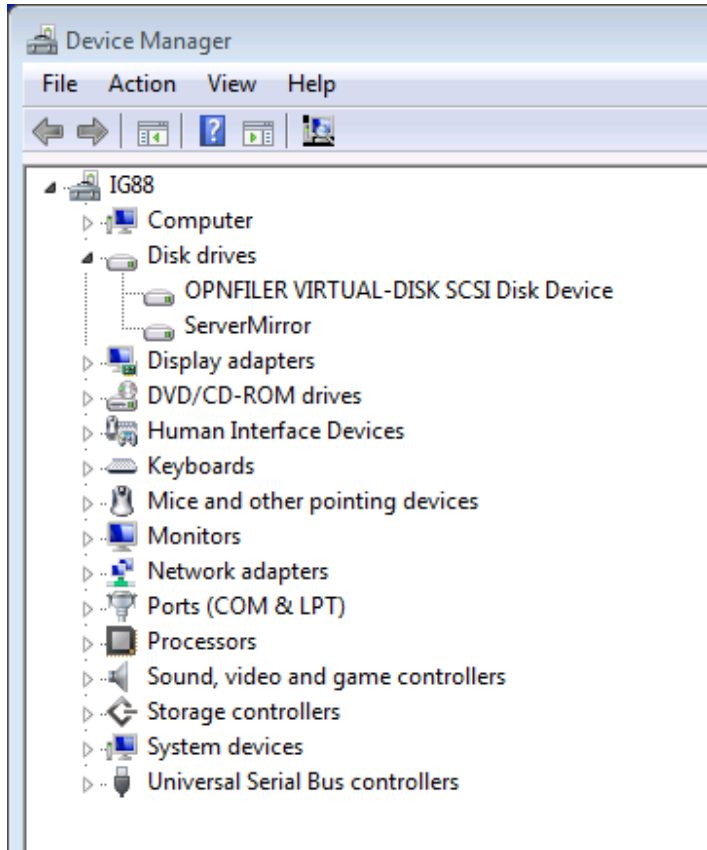 Device Manager
File Action View Help
IG88
Computer
Disk drives
OPNFILER VIRTUAL-DISK SCSI Disk Device
ServerMirror
Display adapters
DVD/CD-ROM drives
Human Interface Devices
Keyboards
Mice and other pointing devices
Monitors
Network adapters
Ports (COM & LPT)
Processors
Sound, video and game controllers
Storage controllers
System devices
Universal Serial Bus controllers